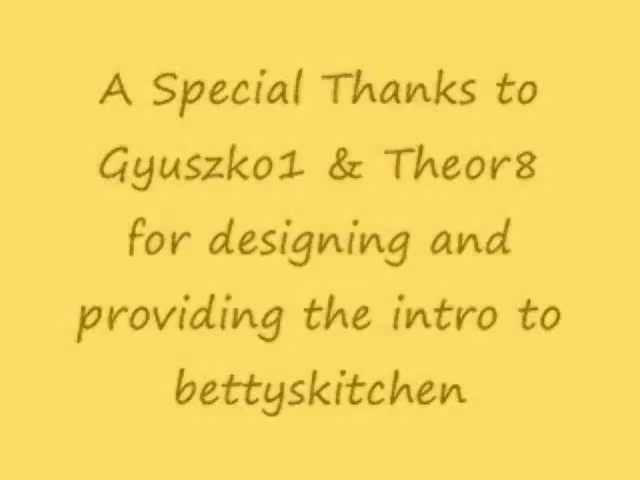 A Special Thanks to
Gyuszko1 & Theor8
for designing and
providing the intro to
bettyskitchen